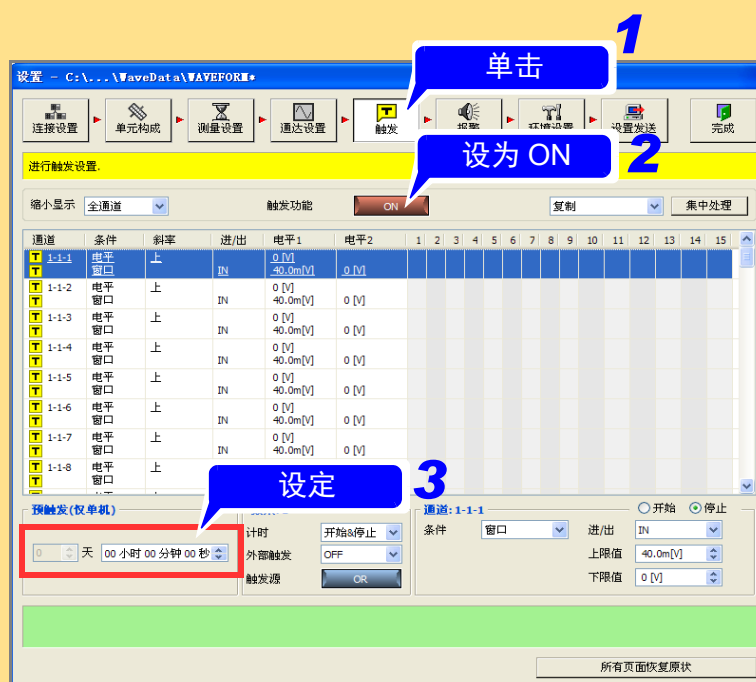 1
单击
设置 - C:\...\WaveData\WAVEFORM*
连接设置 单元构成 测量设置 通达设置 触发 报警 环境设置 设置发送 完成
设为 ON
2
进行触发设置.
缩小显示 全通道 触发功能 ON 复制 集中处理
通道 条件 斜率 进/出 电平1 电平2 1 2 3 4 5 6 7 8 9 10 11 12 13 14 15
T 1-1-1 电平 上 0 [V]
T 窗口 IN 40.0m[V] 0 [V]
T 1-1-2 电平 上 0 [V]
T 窗口 IN 40.0m[V] 0 [V]
T 1-1-3 电平 上 0 [V]
T 窗口 IN 40.0m[V] 0 [V]
T 1-1-4 电平 上 0 [V]
T 窗口 IN 40.0m[V] 0 [V]
T 1-1-5 电平 上 0 [V]
T 窗口 IN 40.0m[V] 0 [V]
T 1-1-6 电平 上 0 [V]
T 窗口 IN 40.0m[V] 0 [V]
T 1-1-7 电平 上 0 [V]
T 窗口 IN 40.0m[V] 0 [V]
T 1-1-8 电平 上
T 窗口
设定
3
预触发(仅单机)
0 天 00 小时 00 分钟 00 秒
计时 开始&停止
外部触发 OFF
触发源 OR
通道:1-1-1 开始 停止
条件 窗口 进/出 IN
上限值 40.0m[V]
下限值 0 [V]
所有页面恢复原状